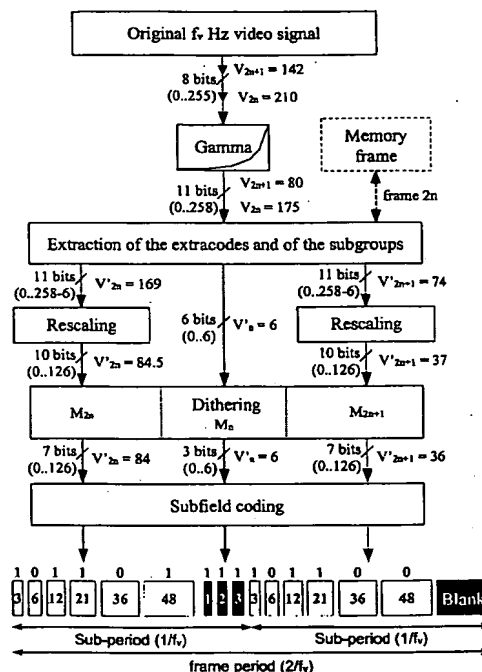 Original fᵥ Hz video signal
8 bits
(0..255)
V₂ₙ₊₁ = 142
V₂ₙ = 210
Gamma
Memory
frame
11 bits
(0..258)
V₂ₙ₊₁ = 80
V₂ₙ = 175
frame 2n
Extraction of the extracodes and of the subgroups
11 bits
(0..258-6)
V'₂ₙ = 169
6 bits
(0..6)
V'ₙ = 6
11 bits
(0..258-6)
V'₂ₙ₊₁ = 74
Rescaling
Rescaling
10 bits
(0..126)
V'₂ₙ = 84.5
10 bits
(0..126)
V'₂ₙ₊₁ = 37
M₂ₙ
Dithering
Mₙ
M₂ₙ₊₁
7 bits
(0..126)
V'₂ₙ = 84
3 bits
(0..6)
V'ₙ = 6
7 bits
(0..126)
V'₂ₙ₊₁ = 36
Subfield coding
1 0 1 1 0 1 1 1 1 1 0 1 1 0 0
3 6 12 21 36 48 1 2 3 3 6 12 21 36 48 Blank
Sub-period (1/fᵥ) Sub-period (1/fᵥ)
frame period (2/fᵥ)